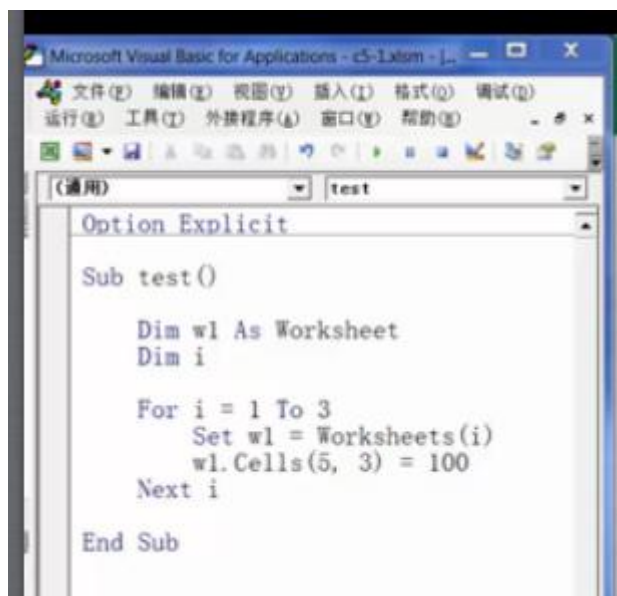 Microsoft Visual Basic for Applications - c5-1.xlsm - [...
文件(F) 编辑(E) 视图(V) 插入(I) 格式(O) 调试(D)
运行(R) 工具(T) 外接程序(A) 窗口(W) 帮助(H)
(通用) test
Option Explicit
Sub test()
Dim w1 As Worksheet
Dim i
For i = 1 To 3
Set w1 = Worksheets(i)
w1.Cells(5, 3) = 100
Next i
End Sub